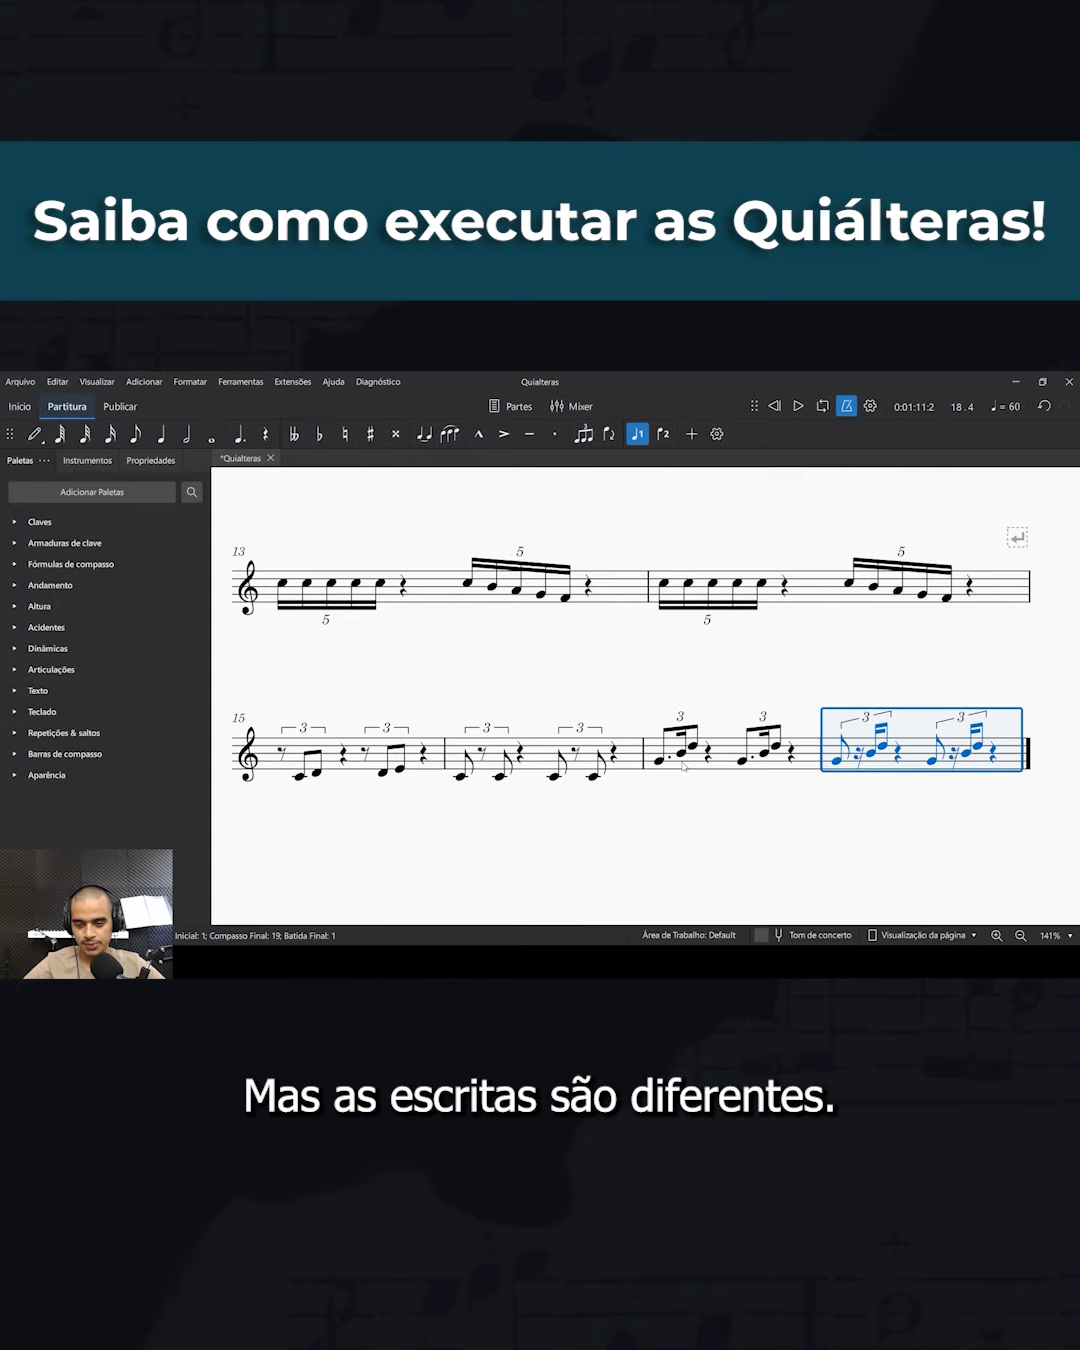 Saiba como executar as Quiálteras!
Arquivo Editar Visualizar Adicionar Formatar Ferramentas Extensões Ajuda Diagnóstico Quialteras
Início Partitura Publicar Partes Mixer 0:01:11:2 18 . 4 = 60
1 2
Paletas Instrumentos Propriedades *Quialteras
Adicionar Paletas
Claves
Armaduras de clave
Fórmulas de compasso
Andamento
Altura
Acidentes
Dinâmicas
Articulações
Texto
Teclado
Repetições & saltos
Barras de compasso
Aparência
13 5 5
5 5
15 3 3 3 3 3 3 3 3
Inicial: 1; Compasso Final: 19; Batida Final: 1 Área de Trabalho: Default Tom de concerto Visualização da página 141%
Mas as escritas são diferentes.